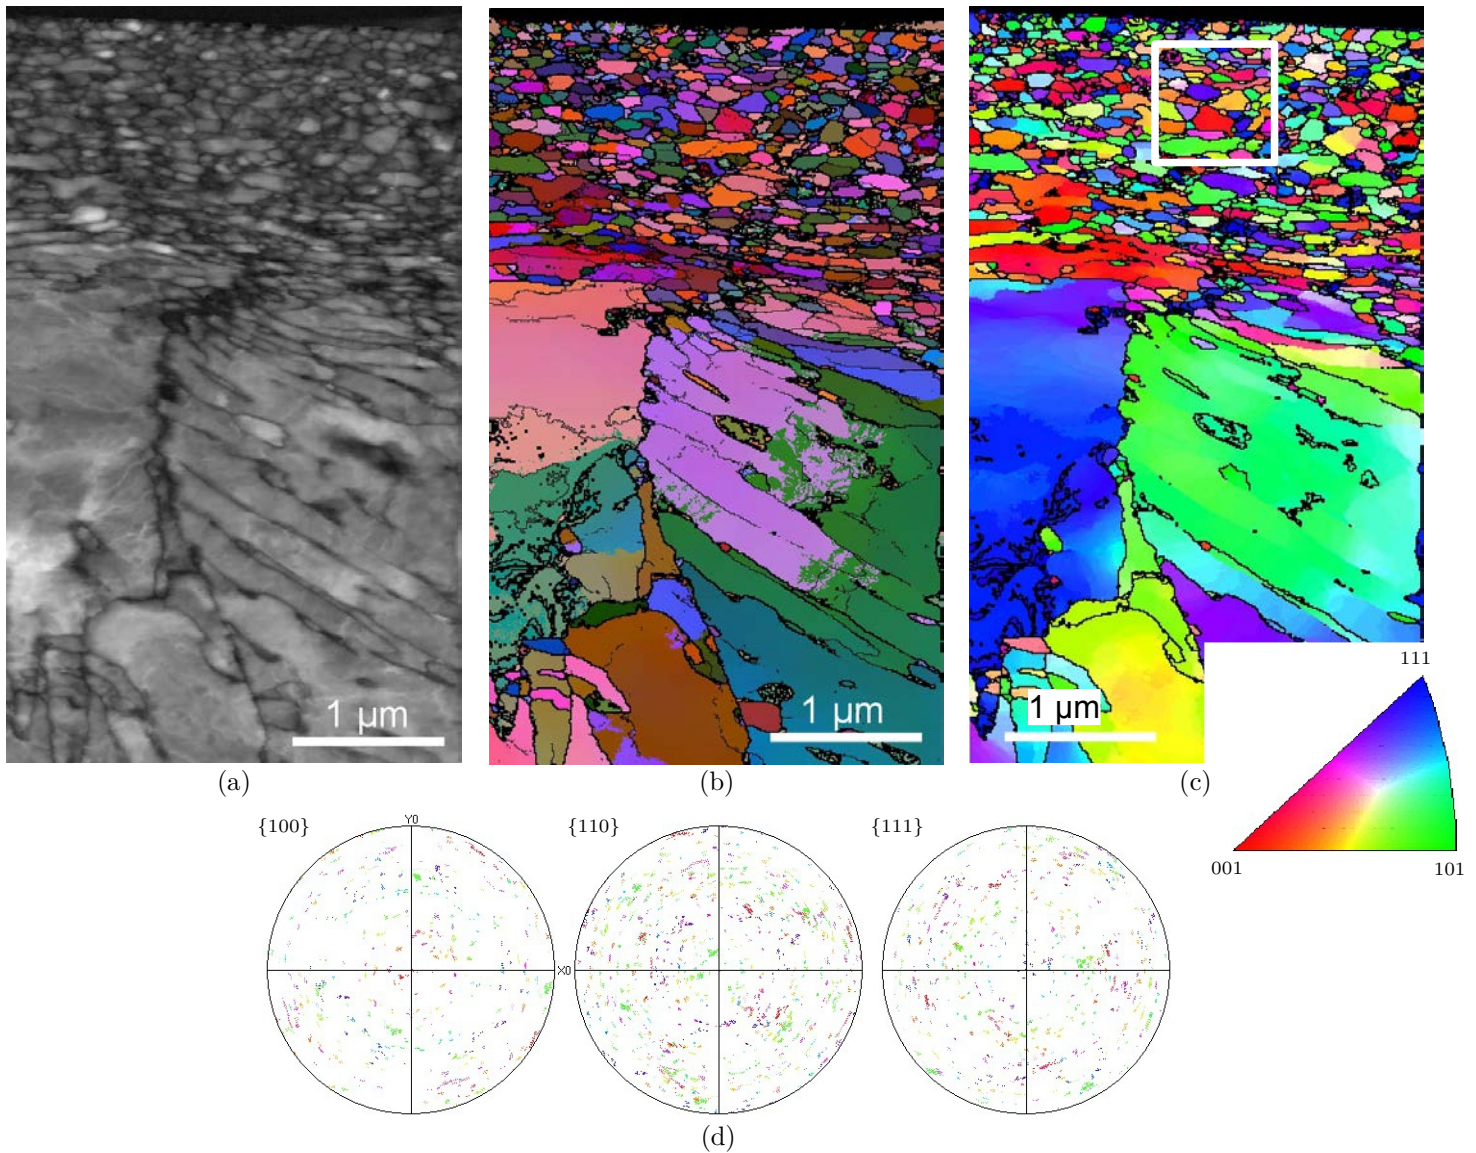 1 µm
1 µm
1 µm
111
001
101
(a)
(b)
(c)
{100}
Y0
{110}
{111}
X0
(d)